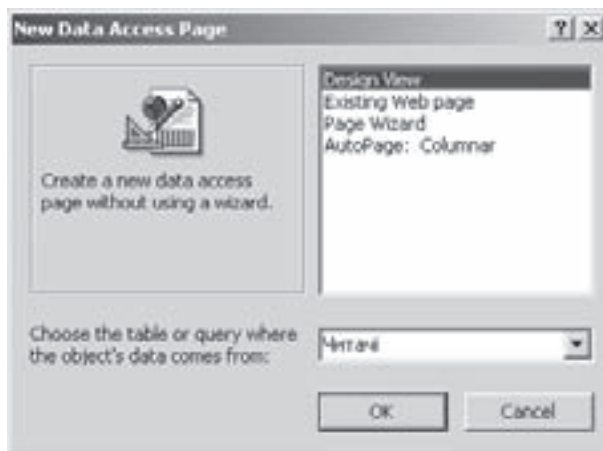 New Data Access Page
Design View
Existing Web page
Page Wizard
AutoPage: Columnar
Create a new data access
page without using a wizard.
Choose the table or query where
the object's data comes from:
Читачі
OK
Cancel